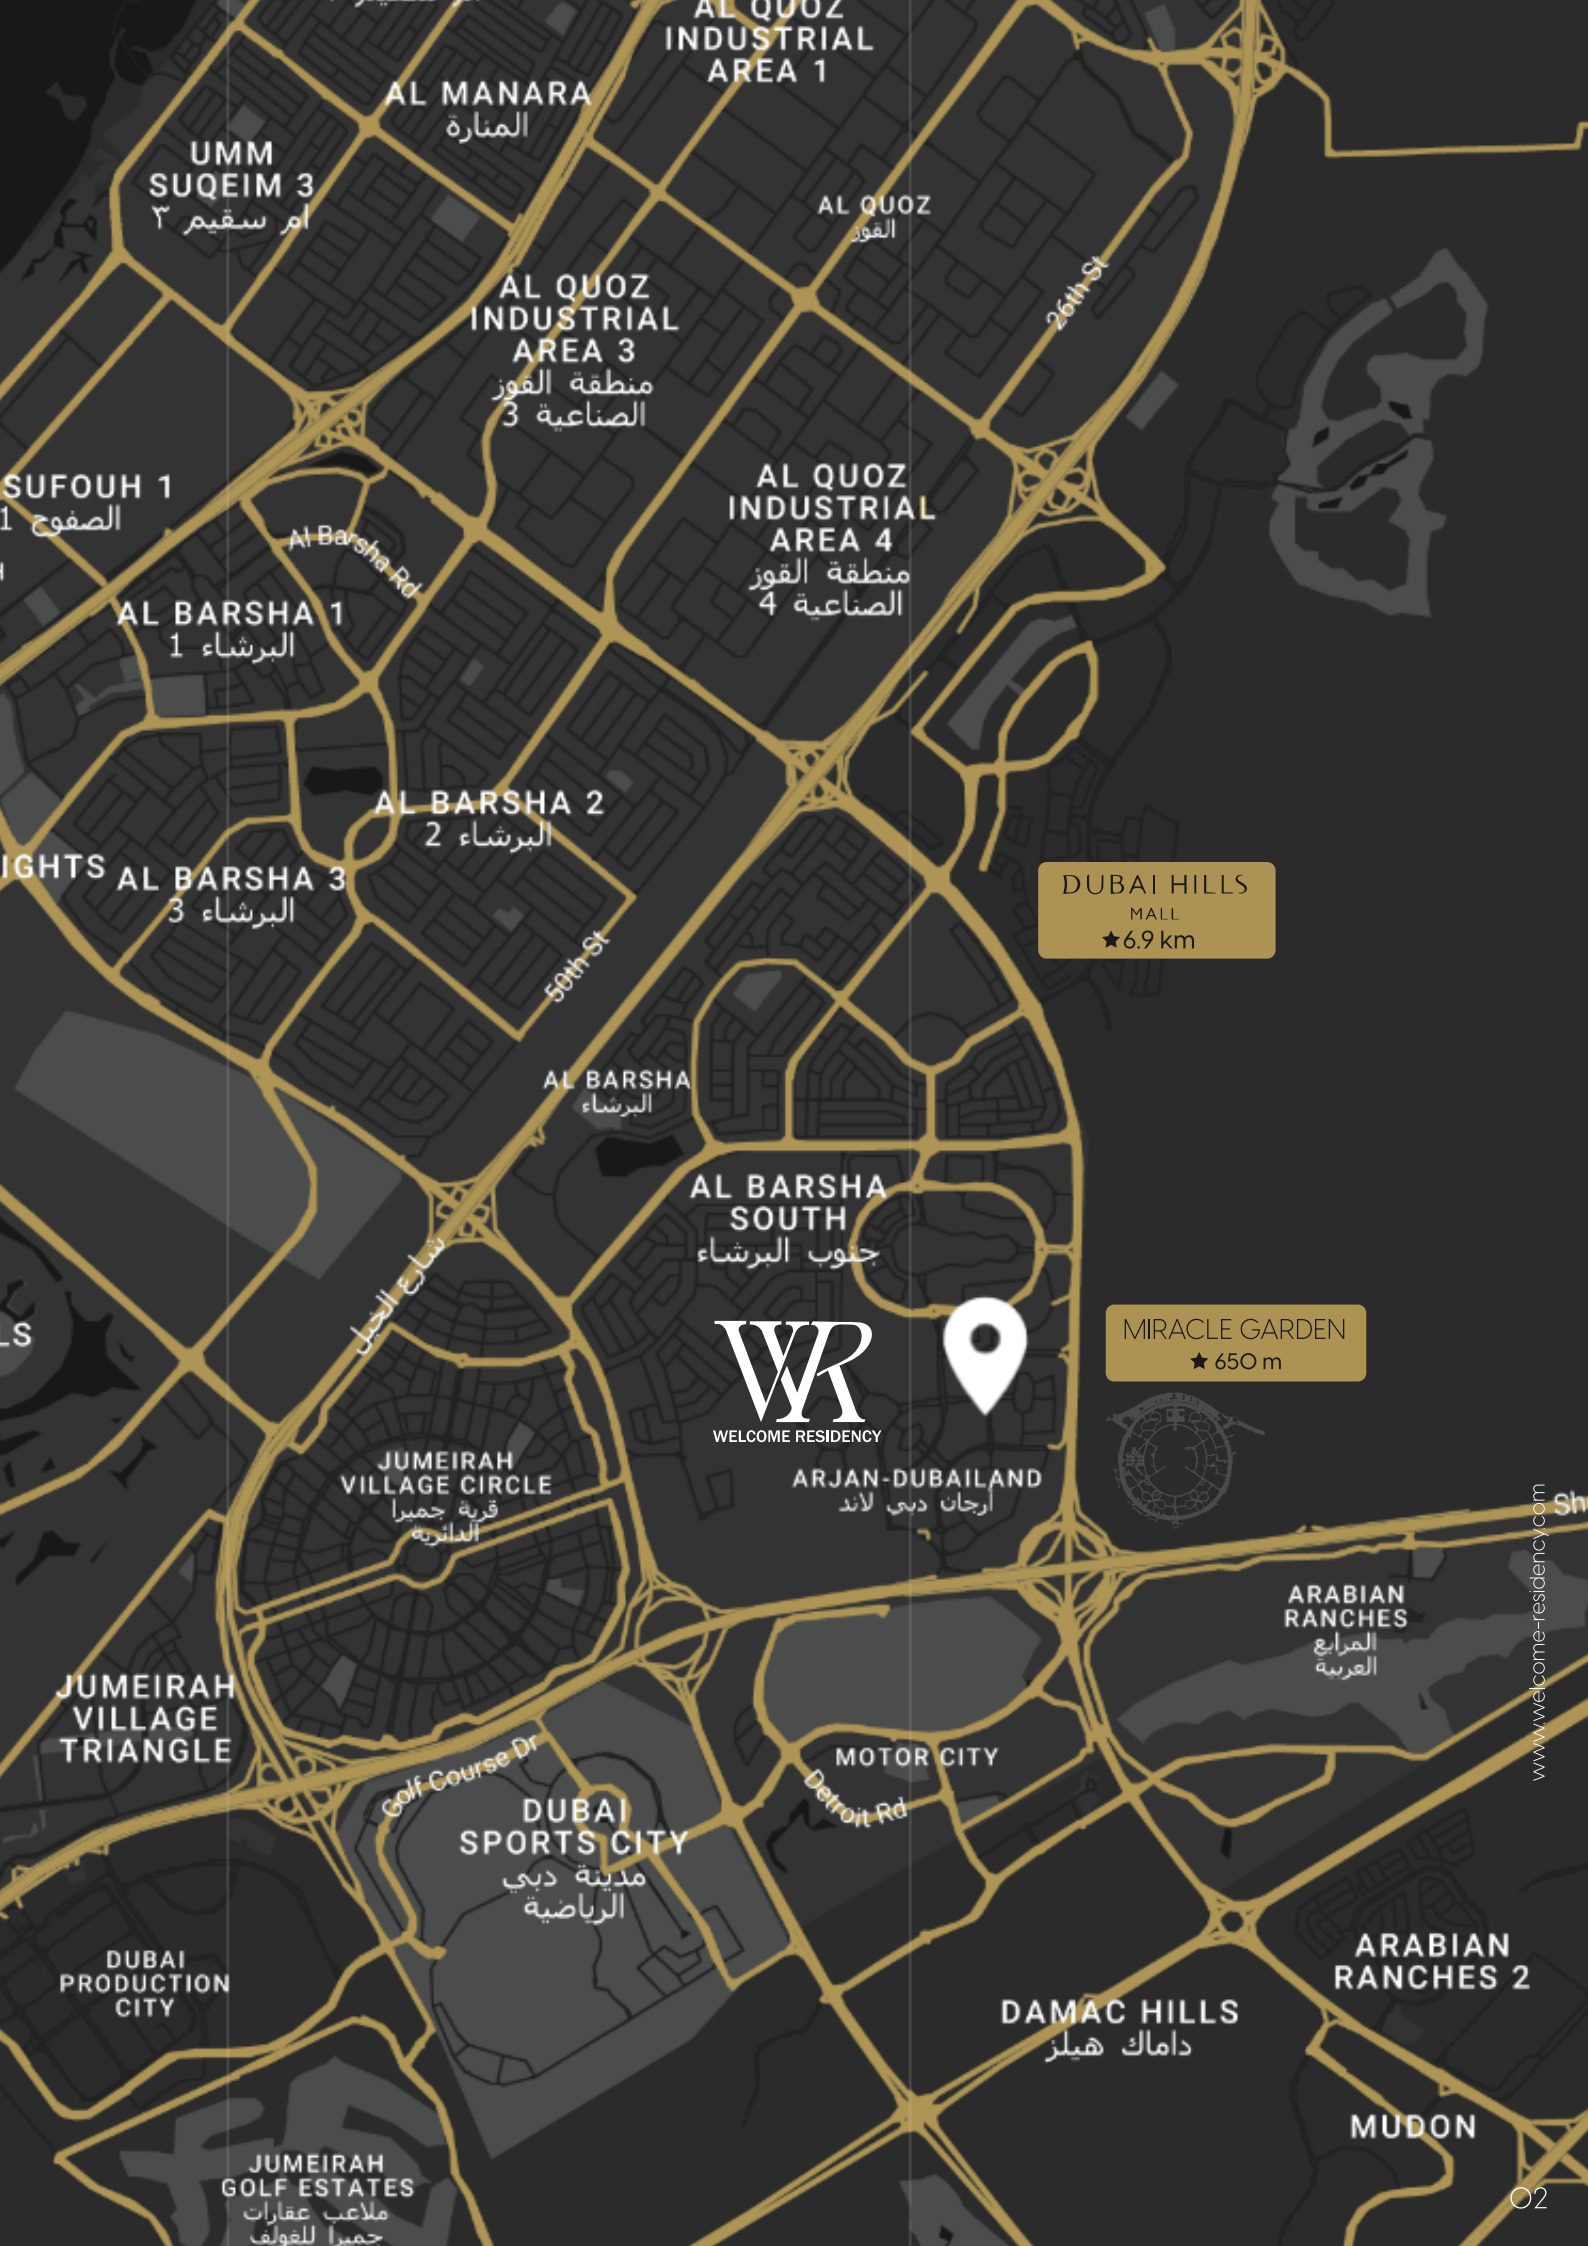 AL QUOZ
INDUSTRIAL
AREA 1
AL MANARA
المنارة
UMM
SUQEIM 3
ام سقيم ٣
AL QUOZ
القوز
26th St
AL QUOZ
INDUSTRIAL
AREA 3
منطقة القوز
الصناعية 3
SUFOUH 1
الصفوح 1
AL QUOZ
INDUSTRIAL
AREA 4
منطقة القوز
الصناعية 4
Al Barsha Rd
AL BARSHA 1
البرشاء 1
AL BARSHA 2
البرشاء 2
IGHTS
AL BARSHA 3
البرشاء 3
DUBAI HILLS
MALL
★6.9 km
50th St
AL BARSHA
البرشاء
AL BARSHA
SOUTH
جنوب البرشاء
شارع الخيل
LS
WR
WELCOME RESIDENCY
MIRACLE GARDEN
★ 650 m
JUMEIRAH
VILLAGE CIRCLE
قرية جميرا
الدائرية
ARJAN-DUBAILAND
أرجان دبي لاند
Sh
www.welcome-residency.com
ARABIAN
RANCHES
المرابع
العربية
JUMEIRAH
VILLAGE
TRIANGLE
Golf Course Dr
MOTOR CITY
Detroit Rd
DUBAI
SPORTS CITY
مدينة دبي
الرياضية
DUBAI
PRODUCTION
CITY
ARABIAN
RANCHES 2
DAMAC HILLS
داماك هيلز
MUDON
JUMEIRAH
GOLF ESTATES
ملاعب عقارات
جميرا للغولف
02